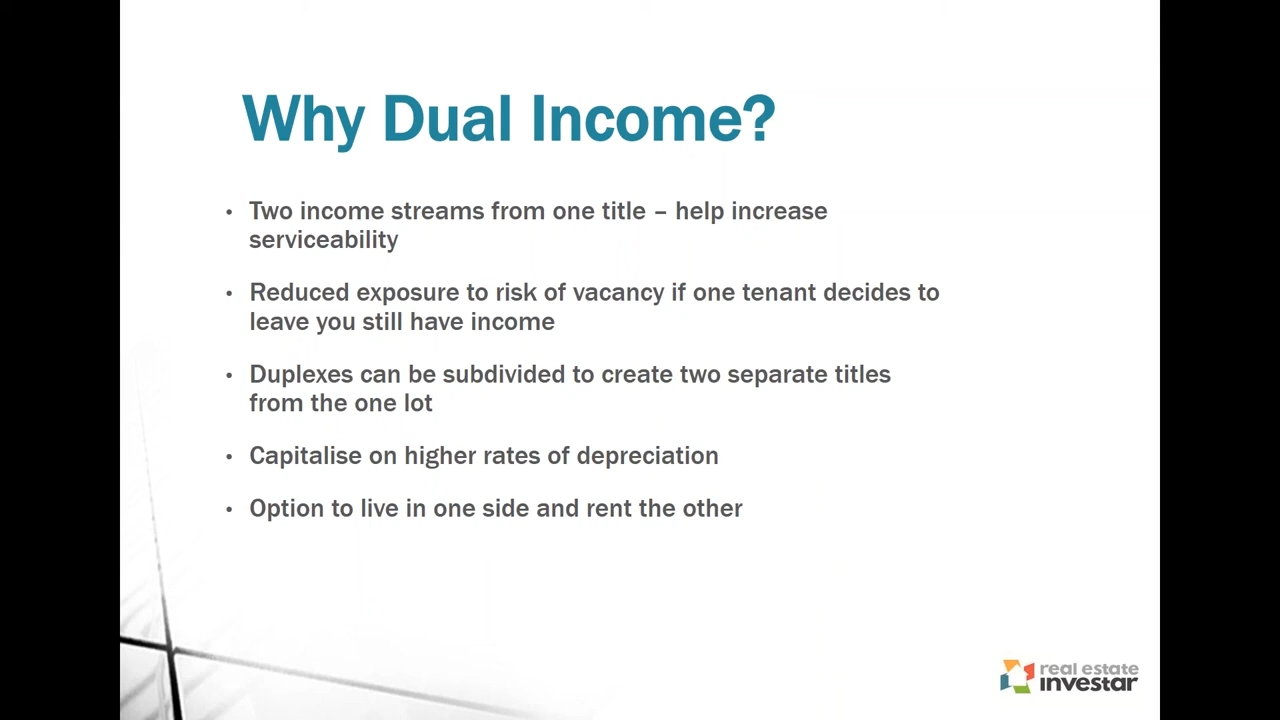 Why Dual Income?
• Two income streams from one title – help increase
serviceability
• Reduced exposure to risk of vacancy if one tenant decides to
leave you still have income
• Duplexes can be subdivided to create two separate titles
from the one lot
• Capitalise on higher rates of depreciation
• Option to live in one side and rent the other
real estate
investar